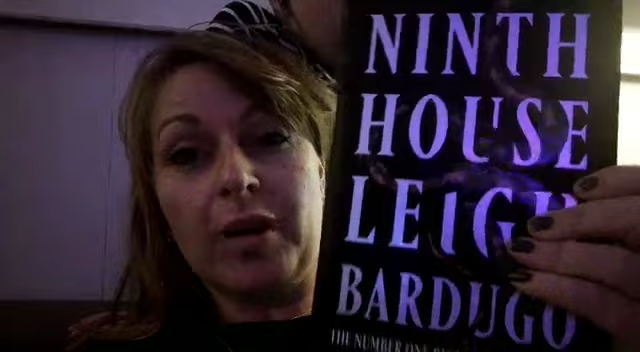 NINTH
HOUSE
LEIGH
BARDUGO
THE NUMBER ONE